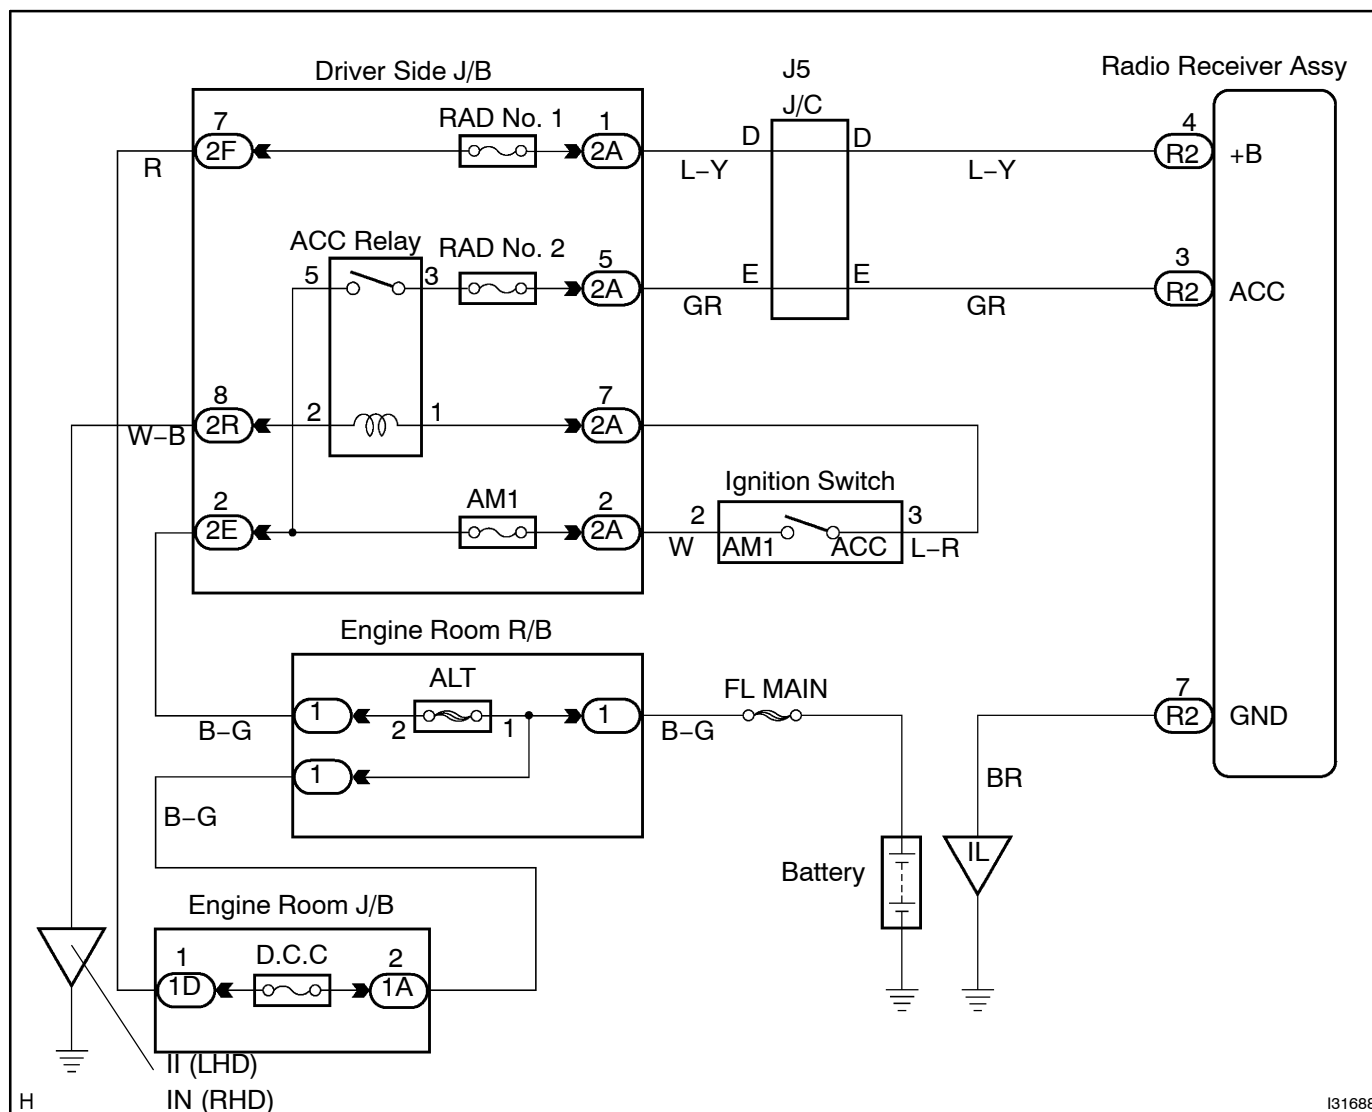 Driver Side J/B
J5
J/C
Radio Receiver Assy
7
RAD No. 1
1
D
D
4
2F
2A
R2
+B
R
L–Y
L–Y
ACC Relay
RAD No. 2
5
3
5
E
E
3
2A
R2
ACC
GR
GR
8
2
1
7
2R
2A
W–B
Ignition Switch
2
AM1
2
2
3
2E
2A
W
AM1
ACC
L–R
Engine Room R/B
ALT
FL MAIN
7
1
2
1
1
R2
GND
B–G
B–G
1
BR
B–G
IL
Battery
Engine Room J/B
1
D.C.C
2
1D
1A
II (LHD)
IN (RHD)
H